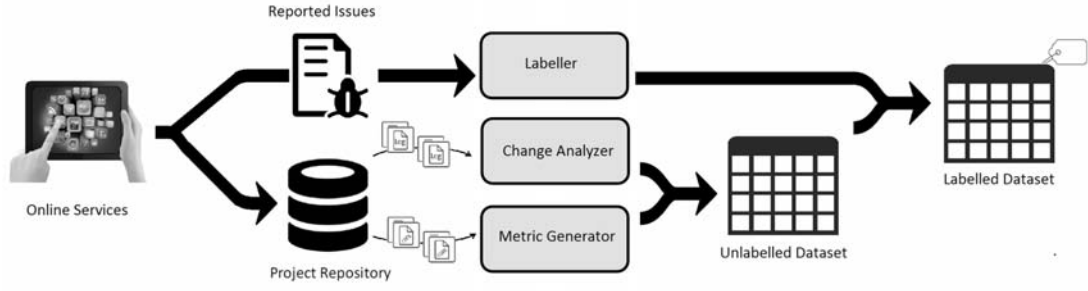 Reported Issues
Labeller
Change Analyzer
Metric Generator
Online Services
Project Repository
Unlabelled Dataset
Labelled Dataset